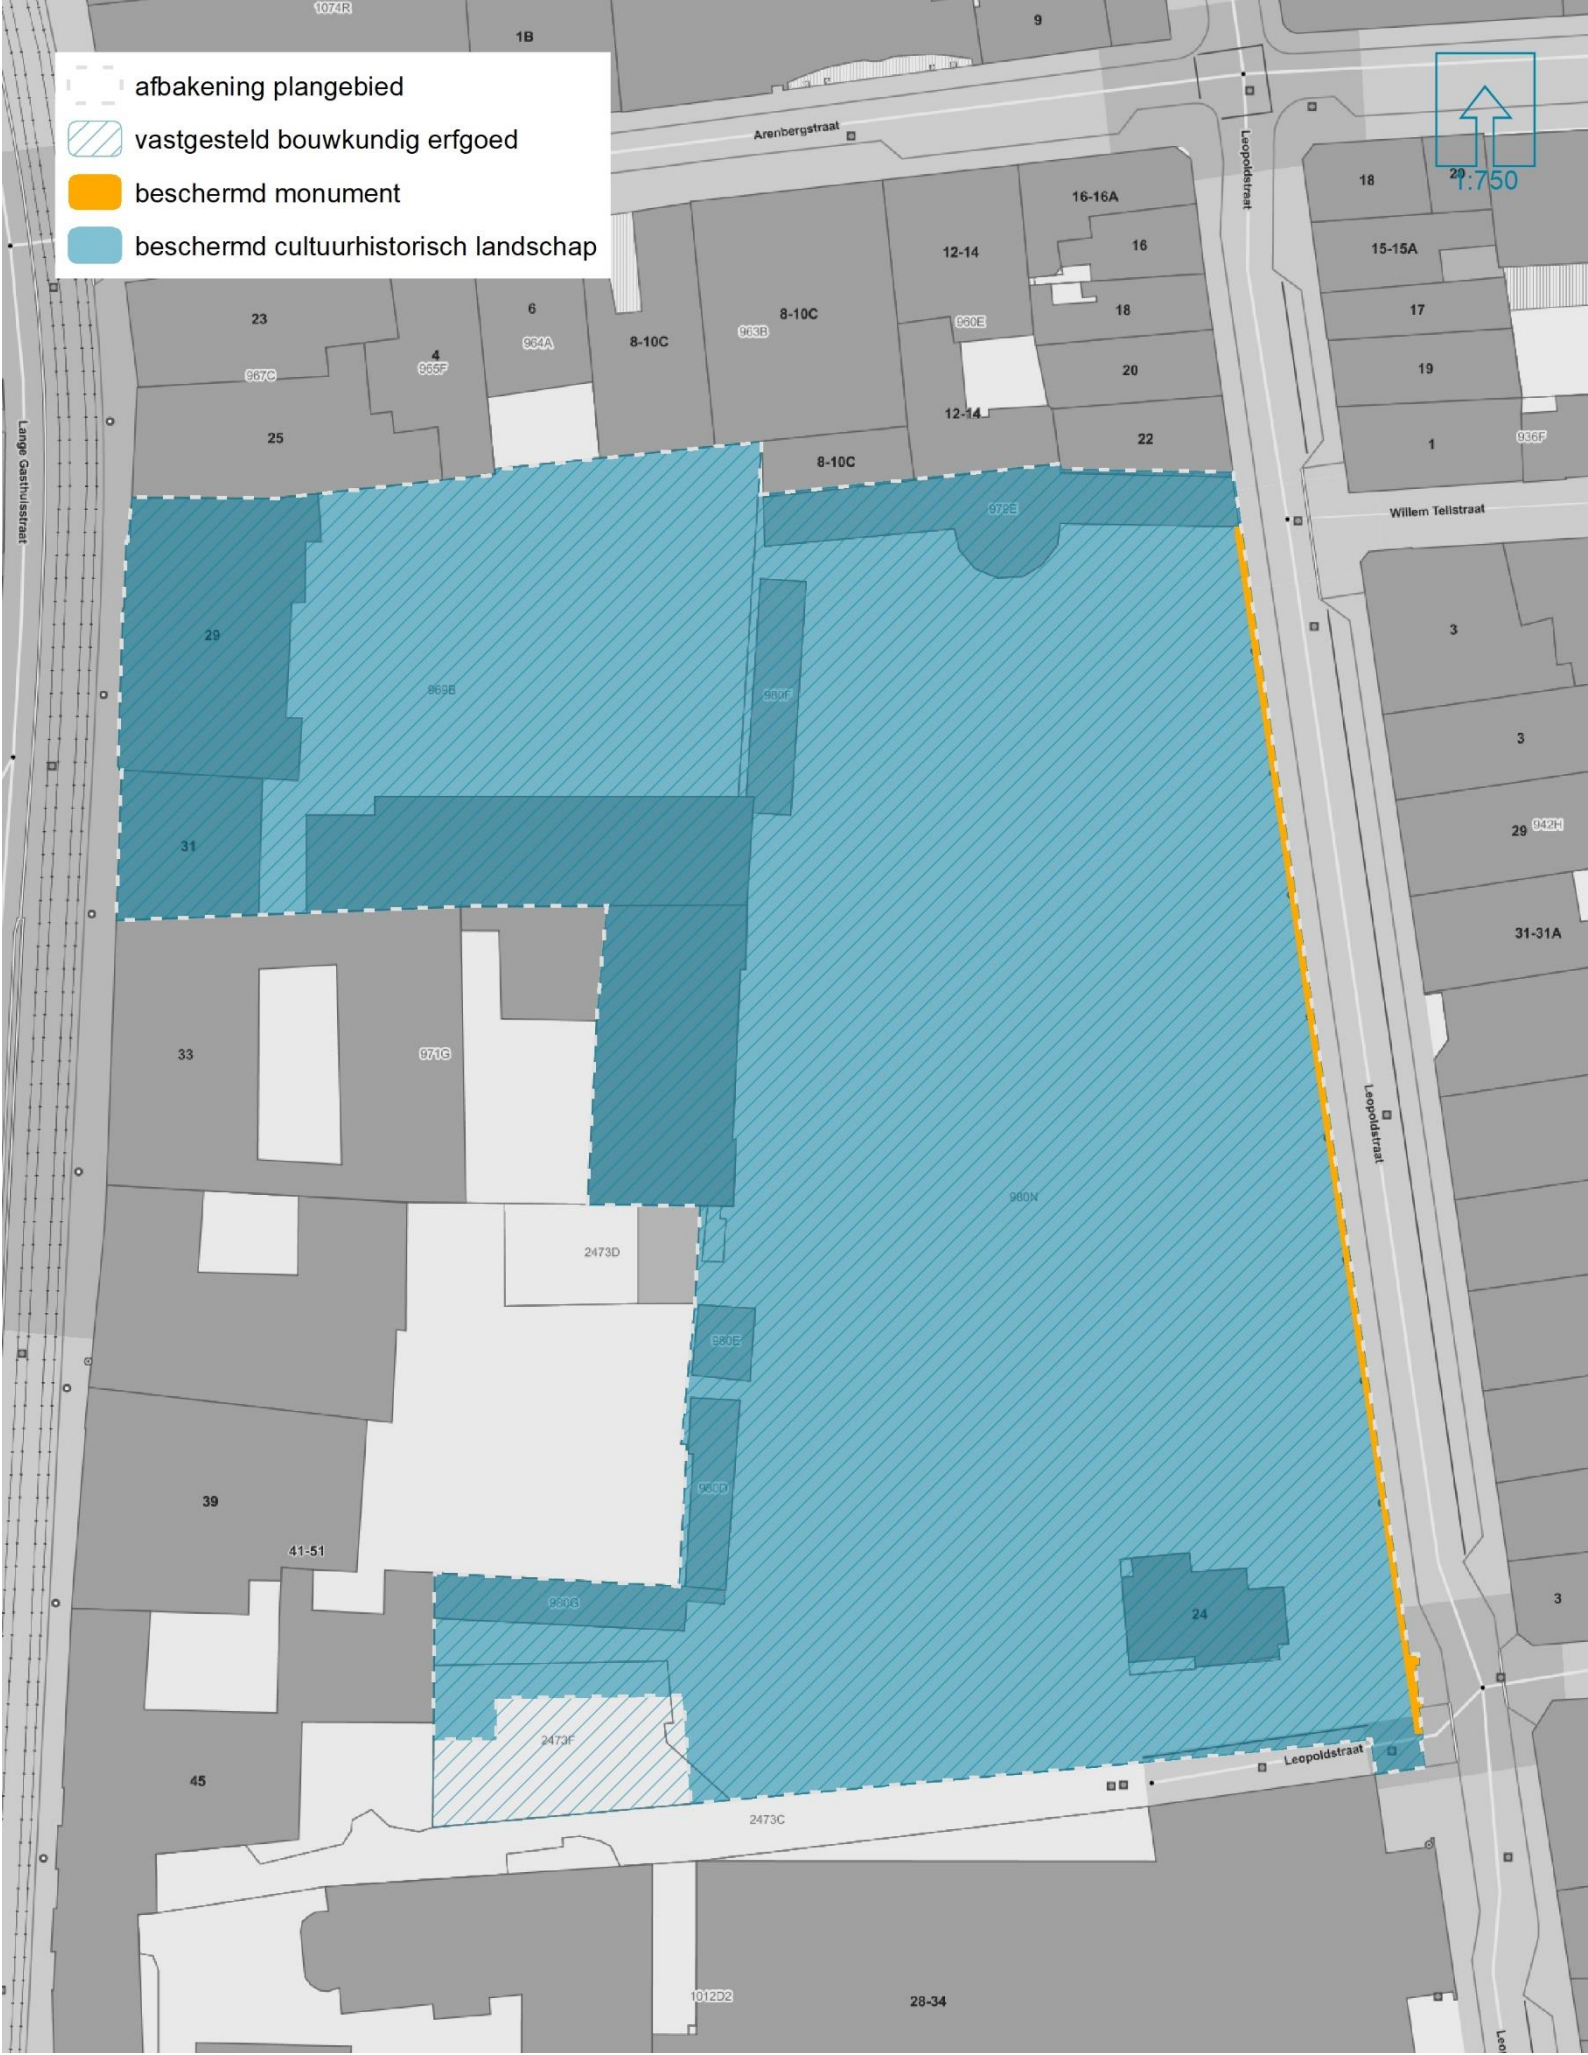 1074R
1B
9
afbakening plangebied
vastgesteld bouwkundig erfgoed
beschermd monument
beschermd cultuurhistorisch landschap
Arenbergstraat
Leopoldstraat
1:750
18
20
16-16A
16
12-14
15-15A
18
17
23
6
8-10C
8-10C
963B
960E
964A
4
965F
967C
20
19
12-14
25
22
1
936F
8-10C
Lange Gasthuisstraat
979E
Willem Tellstraat
29
3
969B
980F
3
31
29
942H
31-31A
33
971G
Leopoldstraat
980N
2473D
980E
39
980D
41-51
980G
24
3
2473F
Leopoldstraat
45
2473C
1012D2
28-34